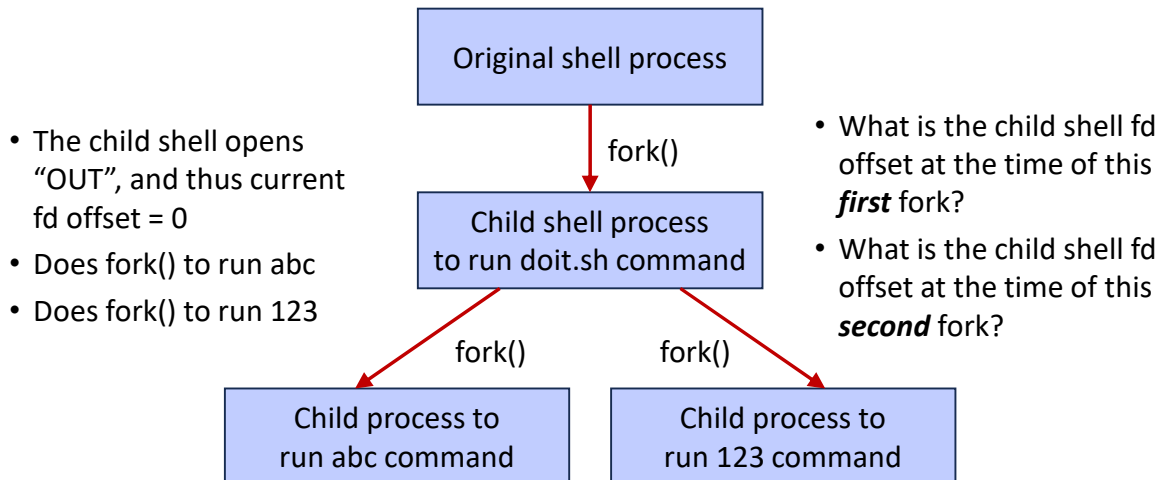 Original shell process
fork()
• The child shell opens
“OUT”, and thus current
fd offset = 0
• Does fork() to run abc
• Does fork() to run 123
• What is the child shell fd
offset at the time of this
first fork?
• What is the child shell fd
offset at the time of this
second fork?
Child shell process
to run doit.sh command
fork()
fork()
Child process to
run abc command
Child process to
run 123 command